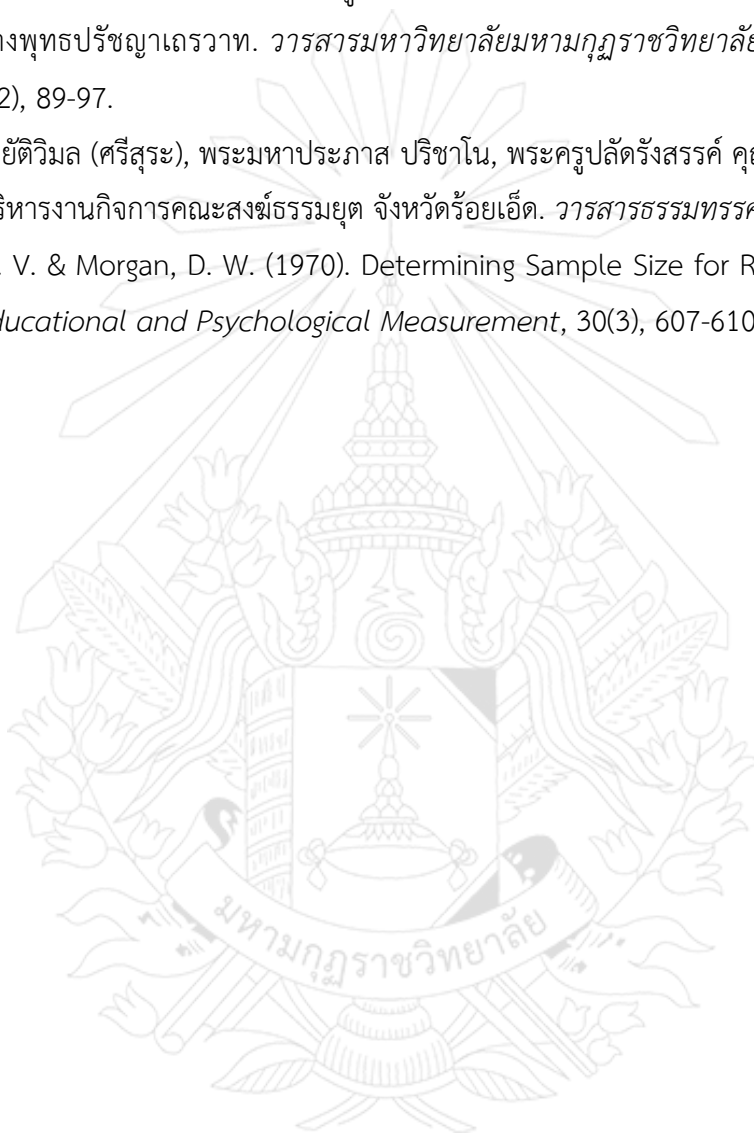 างพุทธปรัชญาเถรวาท. วารสารมหาวิทยาลัยมหามกุฏราชวิทยาลัย
2), 89-97.
ยัติวิมล (ศรีสุระ), พระมหาประภาส ปริชาโน, พระครูปลัดรังสรรค์
ริหารงานกิจการคณะสงฆ์ธรรมยุต จังหวัดร้อยเอ็ด. วารสารธรรมทรรศ
. V. & Morgan, D. W. (1970). Determining Sample Size for R
ducational and Psychological Measurement, 30(3), 607-610
มหามกุฏราชวิทยาลัย